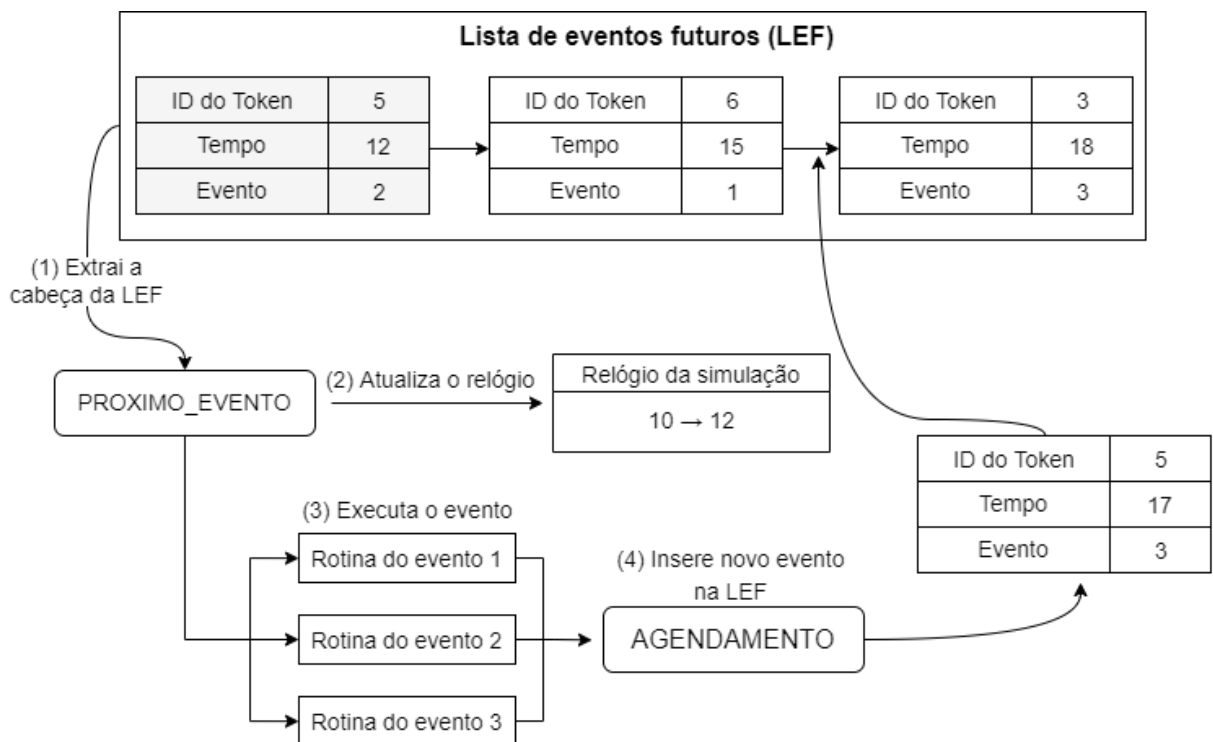 Lista de eventos futuros (LEF)
ID do Token 5
Tempo 12
Evento 2
ID do Token 6
Tempo 15
Evento 1
ID do Token 3
Tempo 18
Evento 3
(1) Extrai a
cabeça da LEF
PROXIMO_EVENTO
(2) Atualiza o relógio
Relógio da simulação
10 → 12
ID do Token 5
Tempo 17
Evento 3
(3) Executa o evento
Rotina do evento 1
Rotina do evento 2
Rotina do evento 3
(4) Insere novo evento
na LEF
AGENDAMENTO